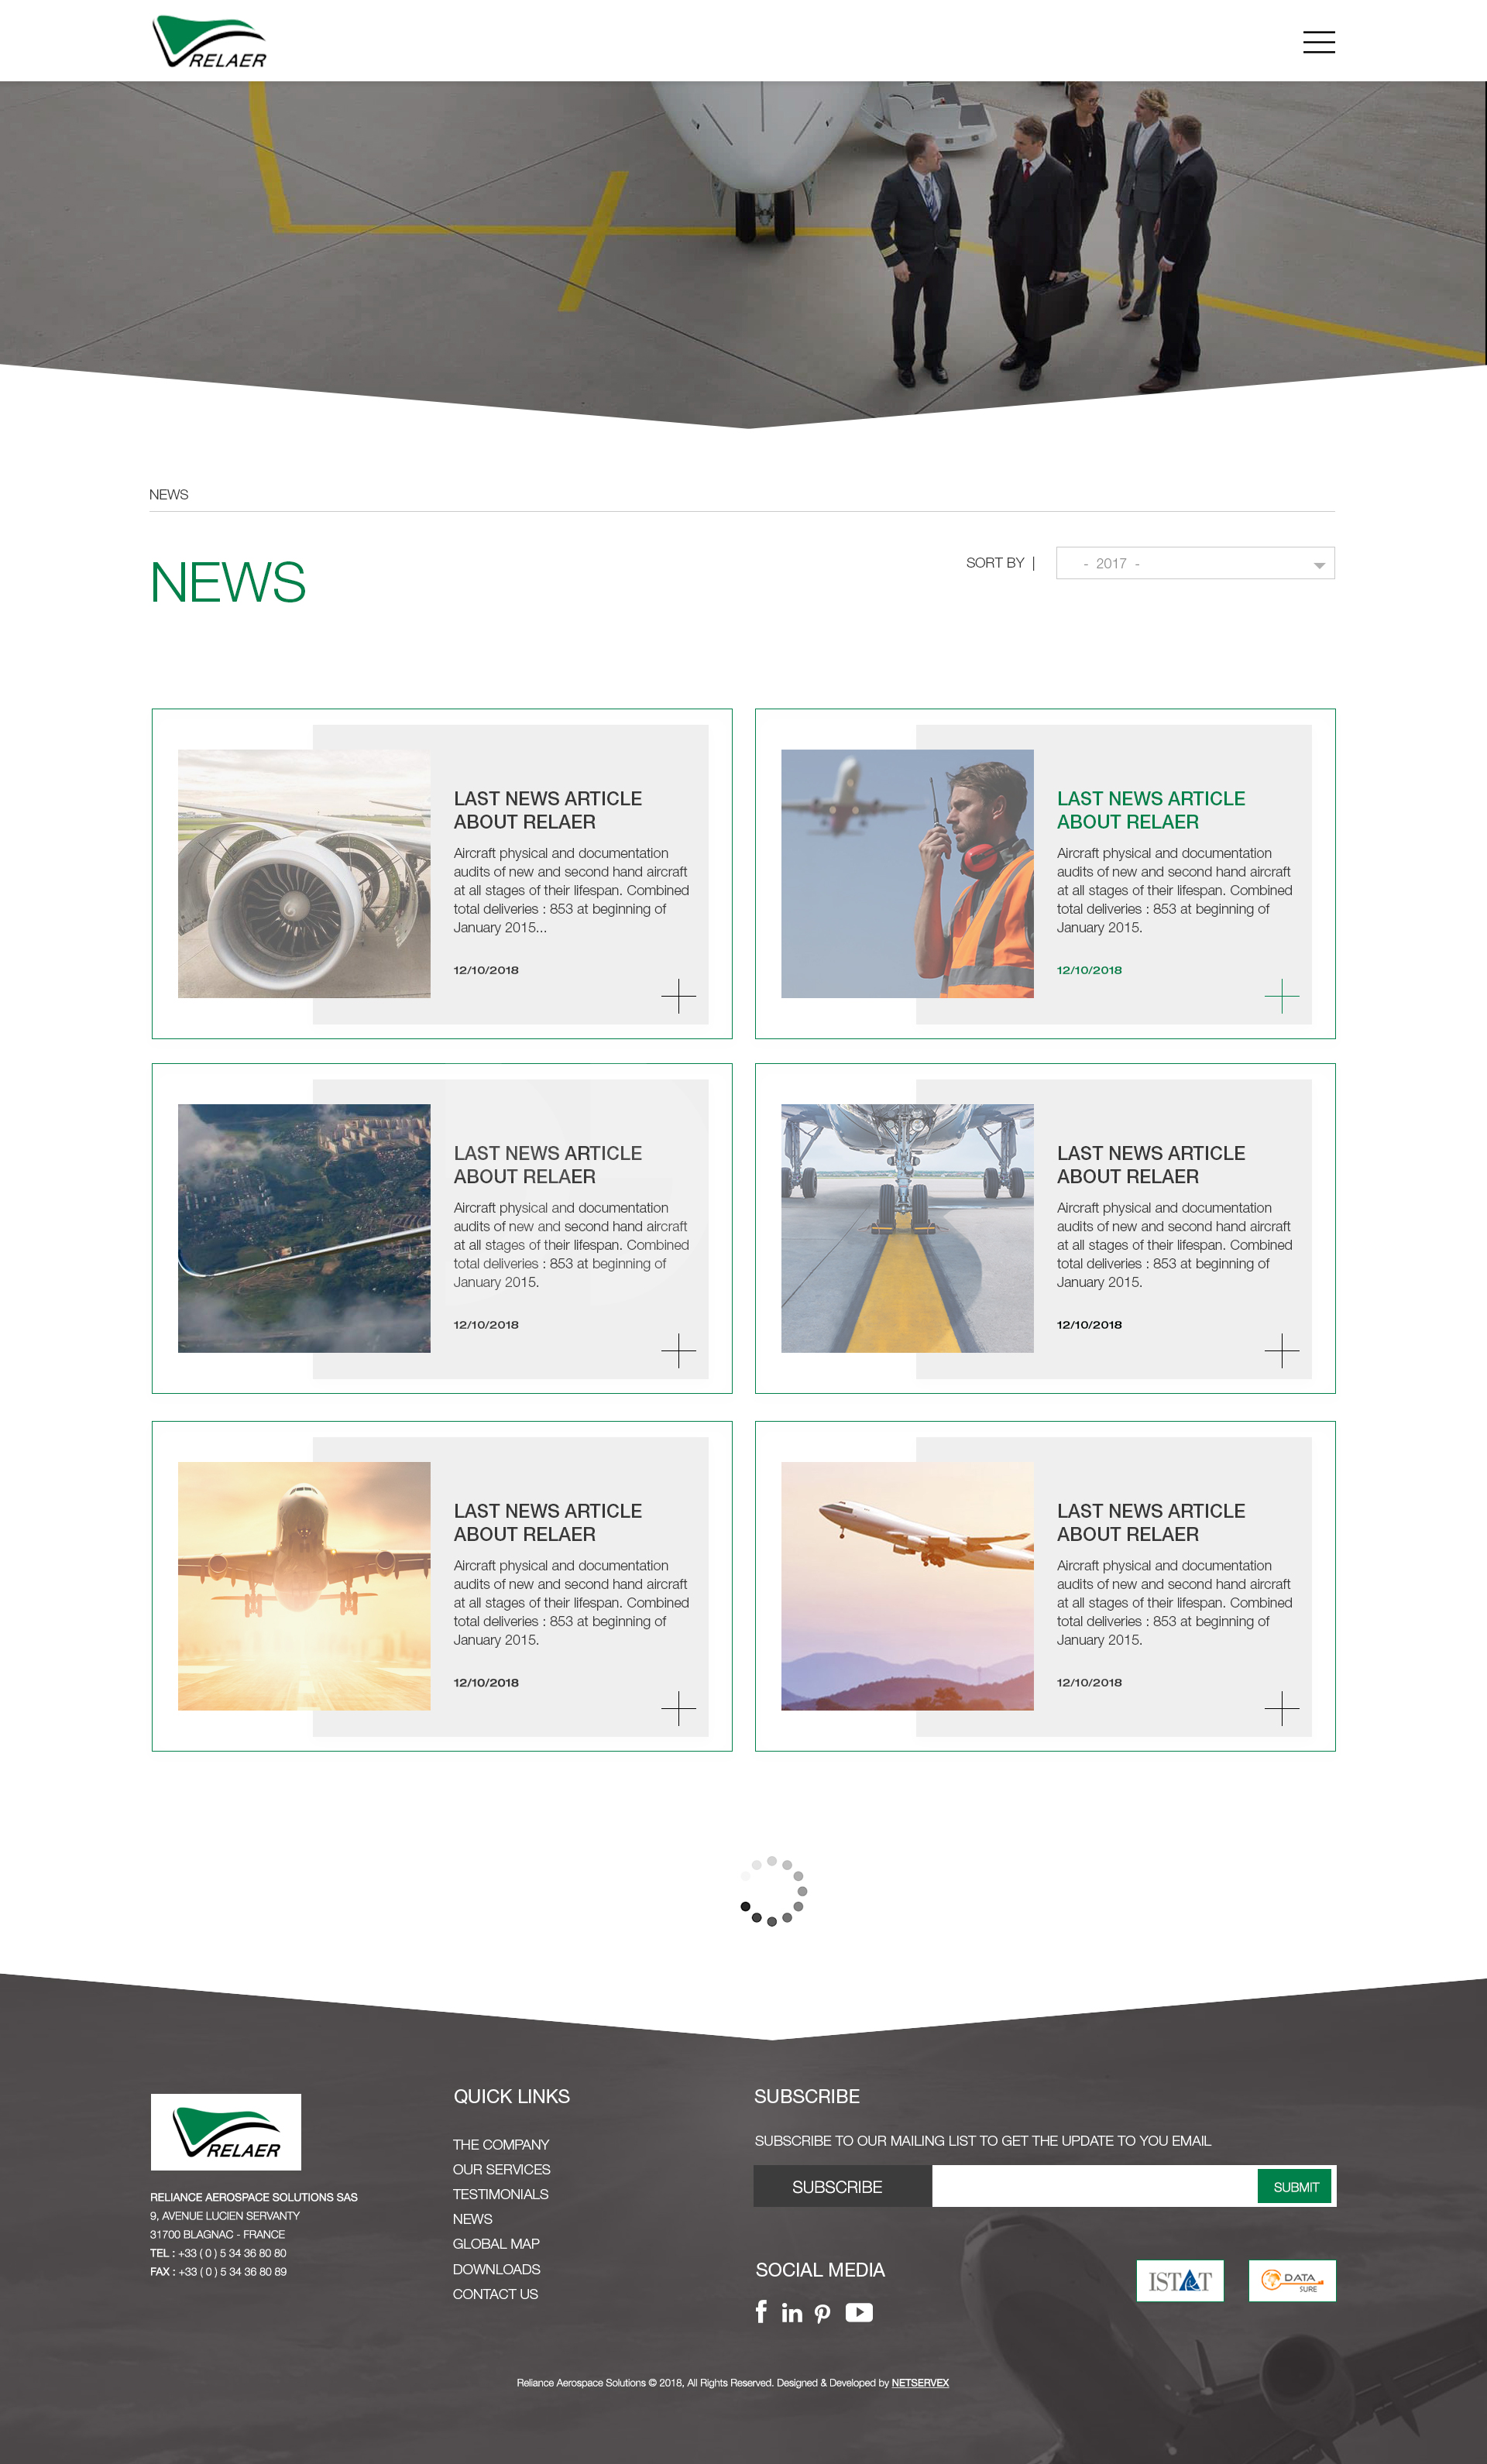 RELAER
NEWS
NEWS
SORT BY |
- 2017 -
LAST NEWS ARTICLE
ABOUT RELAER
Aircraft physical and documentation
audits of new and second hand aircraft
at all stages of their lifespan. Combined
total deliveries : 853 at beginning of
January 2015...
12/10/2018
LAST NEWS ARTICLE
ABOUT RELAER
Aircraft physical and documentation
audits of new and second hand aircraft
at all stages of their lifespan. Combined
total deliveries : 853 at beginning of
January 2015.
12/10/2018
LAST NEWS ARTICLE
ABOUT RELAER
Aircraft physical and documentation
audits of new and second hand aircraft
at all stages of their lifespan. Combined
total deliveries : 853 at beginning of
January 2015.
12/10/2018
LAST NEWS ARTICLE
ABOUT RELAER
Aircraft physical and documentation
audits of new and second hand aircraft
at all stages of their lifespan. Combined
total deliveries : 853 at beginning of
January 2015.
12/10/2018
LAST NEWS ARTICLE
ABOUT RELAER
Aircraft physical and documentation
audits of new and second hand aircraft
at all stages of their lifespan. Combined
total deliveries : 853 at beginning of
January 2015.
12/10/2018
LAST NEWS ARTICLE
ABOUT RELAER
Aircraft physical and documentation
audits of new and second hand aircraft
at all stages of their lifespan. Combined
total deliveries : 853 at beginning of
January 2015.
12/10/2018
RELAER
RELIANCE AEROSPACE SOLUTIONS SAS
9, AVENUE LUCIEN SERVANTY
31700 BLAGNAC - FRANCE
TEL : +33 ( 0 ) 5 34 36 80 80
FAX : +33 ( 0 ) 5 34 36 80 89
QUICK LINKS
THE COMPANY
OUR SERVICES
TESTIMONIALS
NEWS
GLOBAL MAP
DOWNLOADS
CONTACT US
SUBSCRIBE
SUBSCRIBE TO OUR MAILING LIST TO GET THE UPDATE TO YOU EMAIL
SUBSCRIBE
SUBMIT
SOCIAL MEDIA
ISTAT
DATA
SURE
Reliance Aerospace Solutions © 2018, All Rights Reserved. Designed & Developed by NETSERVEX